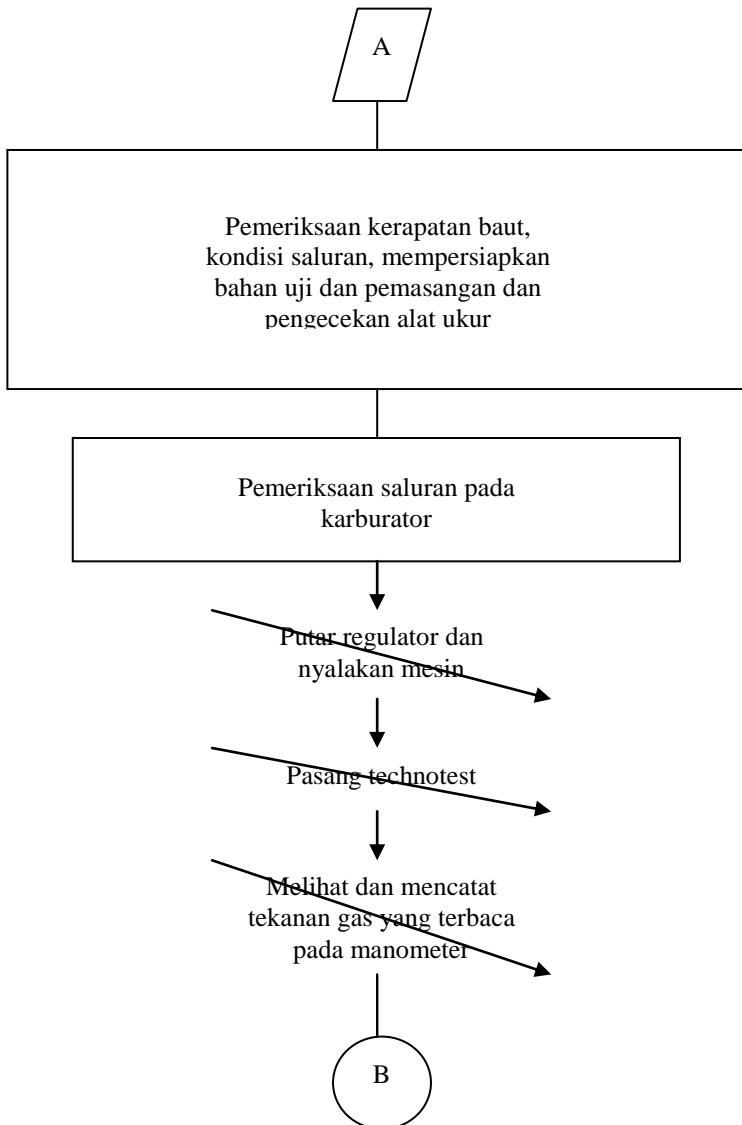 A
Pemeriksaan kerapatan baut,
kondisi saluran, mempersiapkan
bahan uji dan pemasangan dan
pengecekan alat ukur
Pemeriksaan saluran pada
karburator
Putar regulator dan
nyalakan mesin
Pasang technotest
Melihat dan mencatat
tekanan gas yang terbaca
pada manometer
B